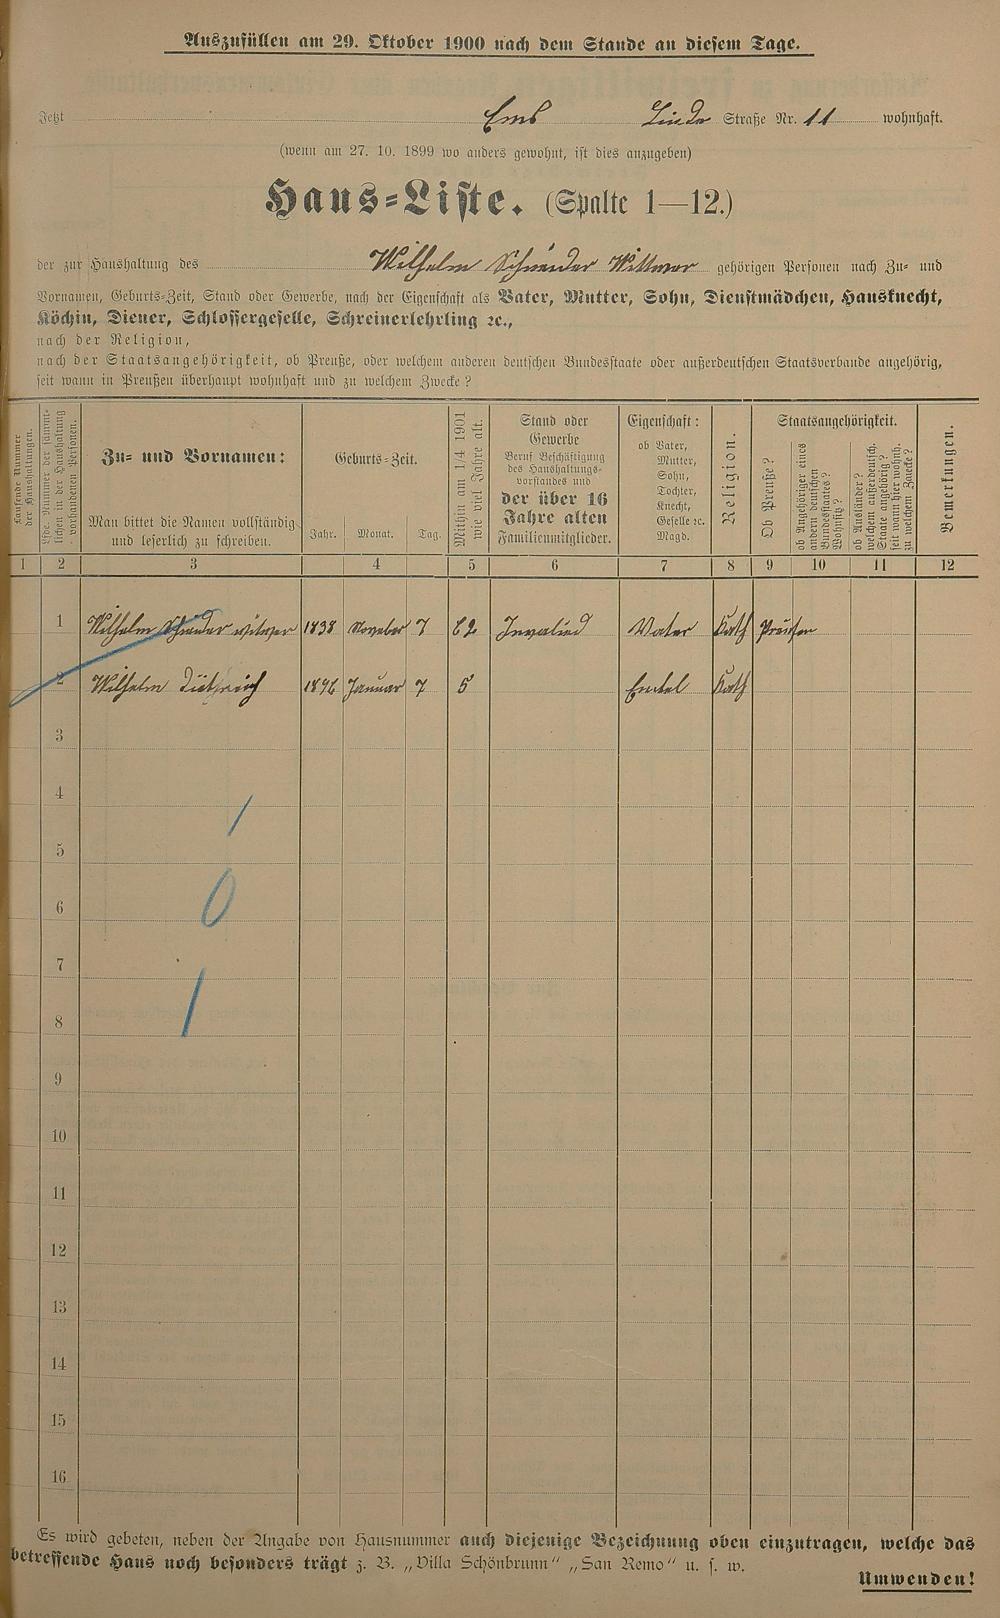 Auszufüllen am 29. Oktober 1900 nach dem Stande an diesem Tage.
Jetzt Ems Linde Straße Nr. 11 wohnhaft.
(wenn am 27. 10. 1899 wo anders gewohnt, ist dies anzugeben)
Haus-Liste. (Spalte 1—12.)
der zur Haushaltung des Wilhelm Schneider Wittwer gehörigen Personen nach Zu- und
Vornamen, Geburts-Zeit, Stand oder Gewerbe, nach der Eigenschaft als Vater, Mutter, Sohn, Dienstmädchen, Hausknecht,
Köchin, Diener, Schlossergeselle, Schreinerlehrling ꝛc.,
nach der Religion,
nach der Staatsangehörigkeit, ob Preuße, oder welchem anderen deutschen Bundesstaate oder außerdeutschen Staatsverbande angehörig,
seit wann in Preußen überhaupt wohnhaft und zu welchem Zwecke?
Laufende Nummer
der Haushaltungen.
Lfde. Nummer der sämmt-
lichen in der Haushaltung
vorhandenen Personen.
Zu- und Vornamen:
Man bittet die Namen vollständig
und leserlich zu schreiben.
Geburts-Zeit.
Jahr. Monat. Tag.
Mithin am 1/4 1901
wie viel Jahre alt.
Stand oder
Gewerbe
Beruf Beschäftigung
des Haushaltungs-
vorstandes und
der über 16
Jahre alten
Familienmitglieder.
Eigenschaft:
ob Vater,
Mutter,
Sohn,
Tochter,
Knecht,
Geselle ꝛc.
Magd.
Religion.
Staatsangehörigkeit.
Ob Preuße?
ob Angehöriger eines
andern deutschen
Bundesstaates?
Wohnsitz?
ob Ausländer?
welchem außerdeutsch.
Staate angehörig?
seit wann hier wohnh.
zu welchem Zwecke?
Bemerkungen.
1 2 3 4 5 6 7 8 9 10 11 12
1 Wilhelm Schneider witwer 1838 November 7 62 Invalied Vater Kath Preußen
2 Wilhelm Dietrich 1896 Januar 7 5 Enkel Kath
3
4
5
6
7
8
9
10
11
12
13
14
15
16
1
0
1
Es wird gebeten, neben der Angabe von Hausnummer auch diejenige Bezeichnung oben einzutragen, welche das
betreffende Haus noch besonders trägt z. B. „Villa Schönbrunn“ „San Remo“ u. s. w.
Umwenden!